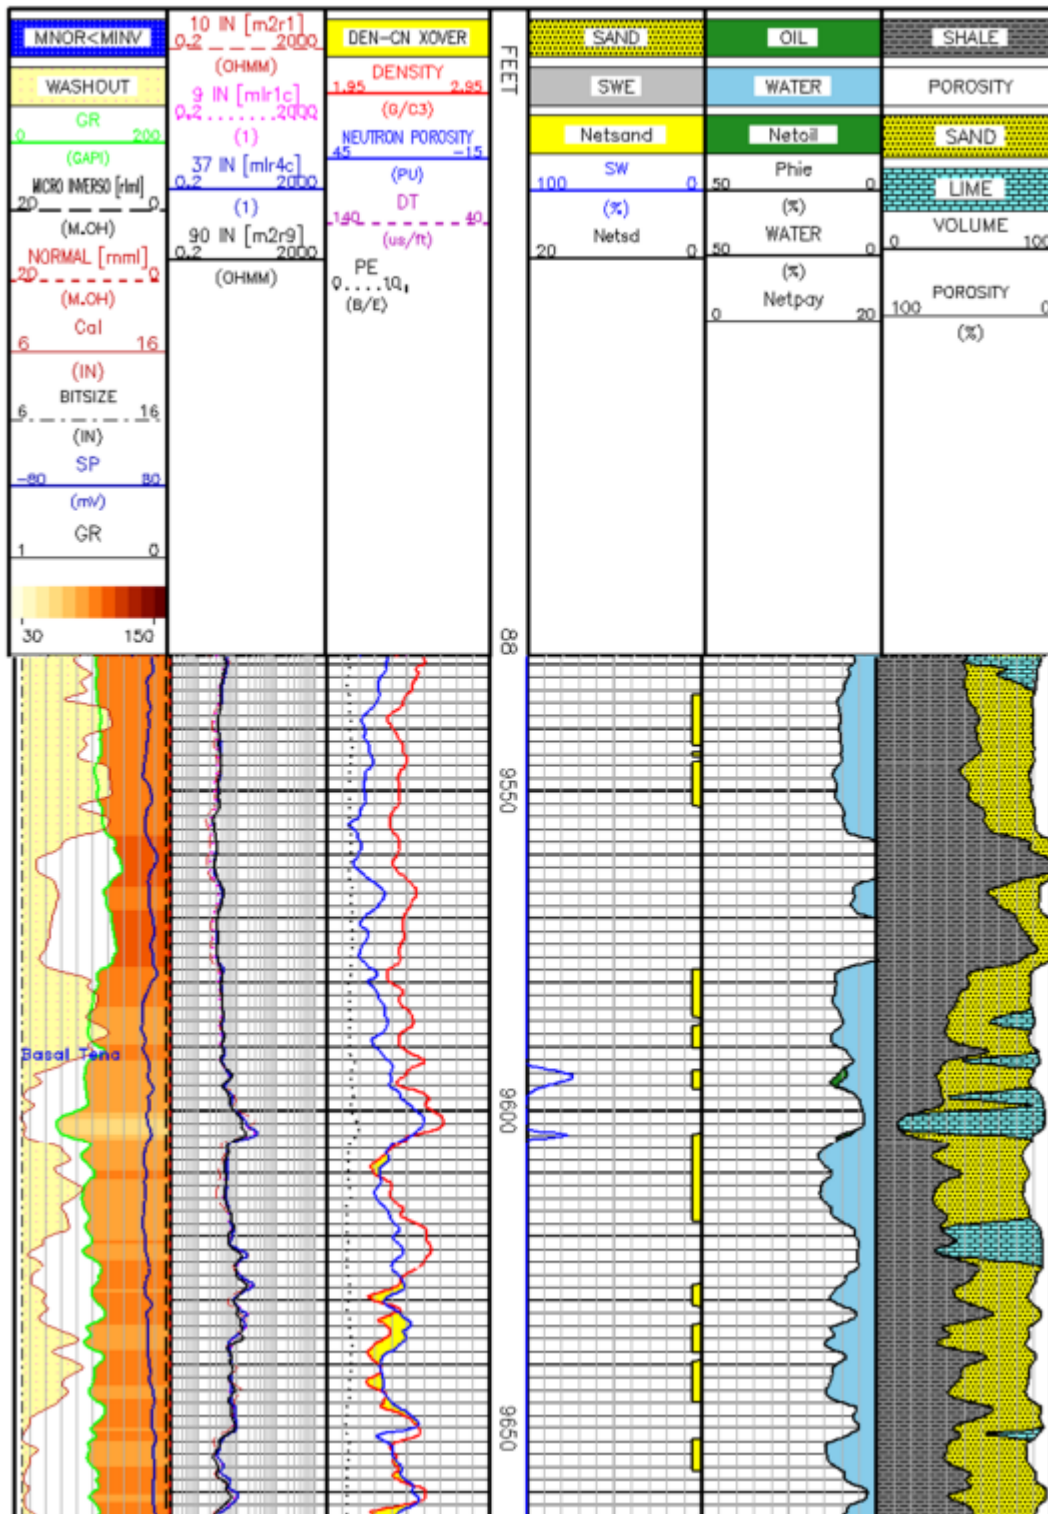 MNOR<MINV
WASHOUT
GR
0 200
(GAPI)
MICRO INVERSO [rlml]
20 0
(M.OH)
NORMAL [rnml]
20 0
(M.OH)
Cal
6 16
(IN)
BITSIZE
6 16
(IN)
SP
-80 80
(mV)
GR
1 0
30 150
10 IN [m2r1]
0.2 2000
(OHMM)
9 IN [mlr1c]
0.2 2000
(1)
37 IN [mlr4c]
0.2 2000
(1)
90 IN [m2r9]
0.2 2000
(OHMM)
DEN-CN XOVER
DENSITY
1.95 2.95
(G/C3)
NEUTRON POROSITY
45 -15
(PU)
DT
140 40
(us/ft)
PE
0 10
(B/E)
FEET
88
SAND
SWE
Netsand
SW
100 0
(%)
Netsd
20 0
OIL
WATER
Netoil
Phie
50 0
(%)
WATER
50 0
(%)
Netpay
0 20
SHALE
POROSITY
SAND
LIME
VOLUME
0 100
POROSITY
100 0
(%)
9550
Basal Tena
9600
9650